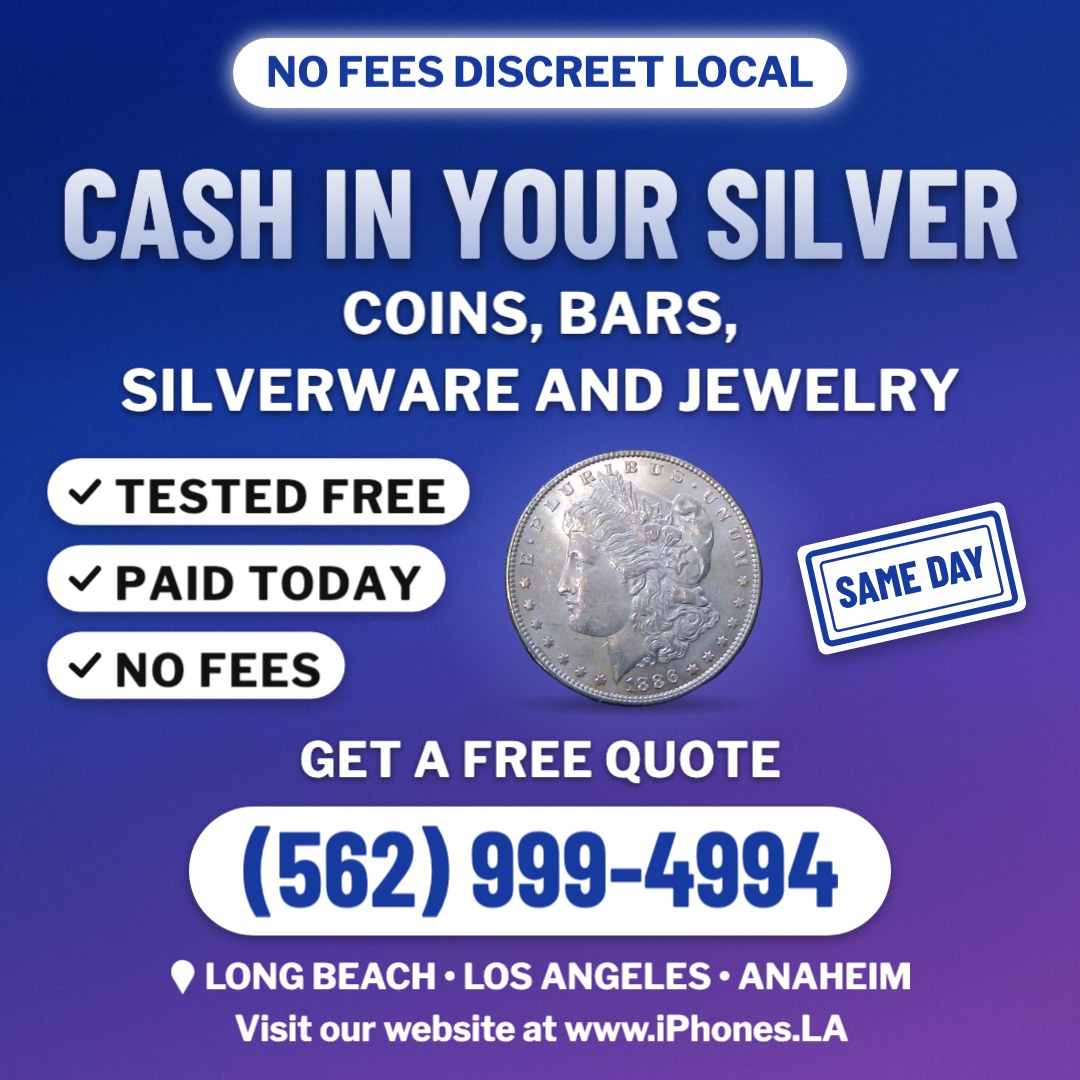 NO FEES DISCREET LOCAL
CASH IN YOUR SILVER
COINS, BARS,
SILVERWARE AND JEWELRY
✓ TESTED FREE
✓ PAID TODAY
✓ NO FEES
E·PLURIBUS·UNUM
1886
SAME DAY
GET A FREE QUOTE
(562) 999-4994
LONG BEACH • LOS ANGELES • ANAHEIM
Visit our website at www.iPhones.LA